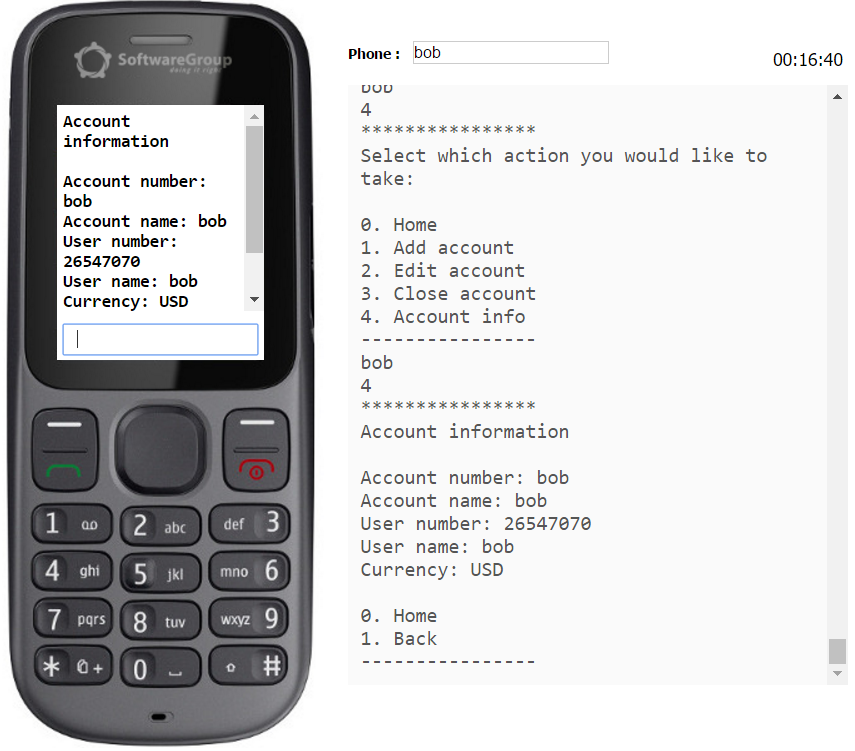 SoftwareGroup
doing it right
Account
information
Account number:
bob
Account name: bob
User number:
26547070
User name: bob
Currency: USD
1
2 abc
def 3
4 ghi
5 jkl
mno 6
7 pqrs
8 tuv
wxyz 9
* +
0
#
Phone : bob
00:16:40
bob
4
****************
Select which action you would like to
take:
0. Home
1. Add account
2. Edit account
3. Close account
4. Account info
----------------
bob
4
****************
Account information
Account number: bob
Account name: bob
User number: 26547070
User name: bob
Currency: USD
0. Home
1. Back
----------------